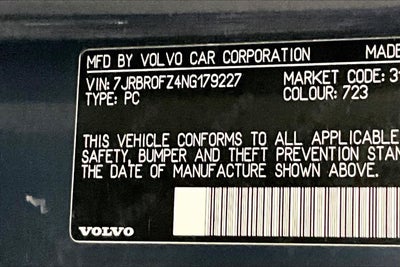 MFD BY VOLVO CAR CORPORATION MADE
VIN: 7JRBR0FZ4NG179227 MARKET CODE: 31
TYPE: PC COLOUR: 723
THIS VEHICLE CONFORMS TO ALL APPLICABLE
SAFETY, BUMPER AND THEFT PREVENTION STAN
THE DATE OF MANUFACTURE SHOWN ABOVE.
VOLVO